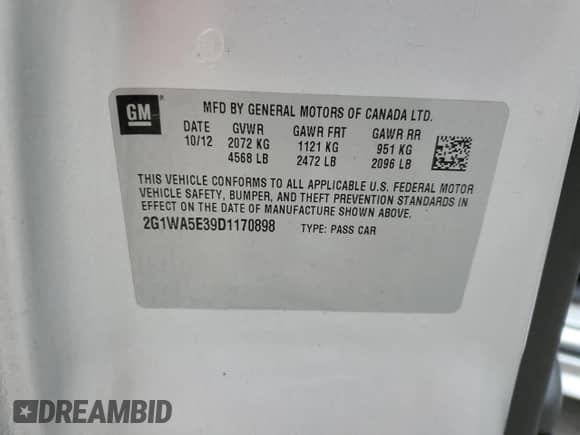 GM
MFD BY GENERAL MOTORS OF CANADA LTD.
DATE GVWR GAWR FRT GAWR RR
10/12 2072 KG 1121 KG 951 KG
4568 LB 2472 LB 2096 LB
THIS VEHICLE CONFORMS TO ALL APPLICABLE U.S. FEDERAL MOTOR
VEHICLE SAFETY, BUMPER, AND THEFT PREVENTION STANDARDS IN
EFFECT ON THE DATE OF MANUFACTURE SHOWN ABOVE.
2G1WA5E39D1170898 TYPE: PASS CAR
DREAMBID